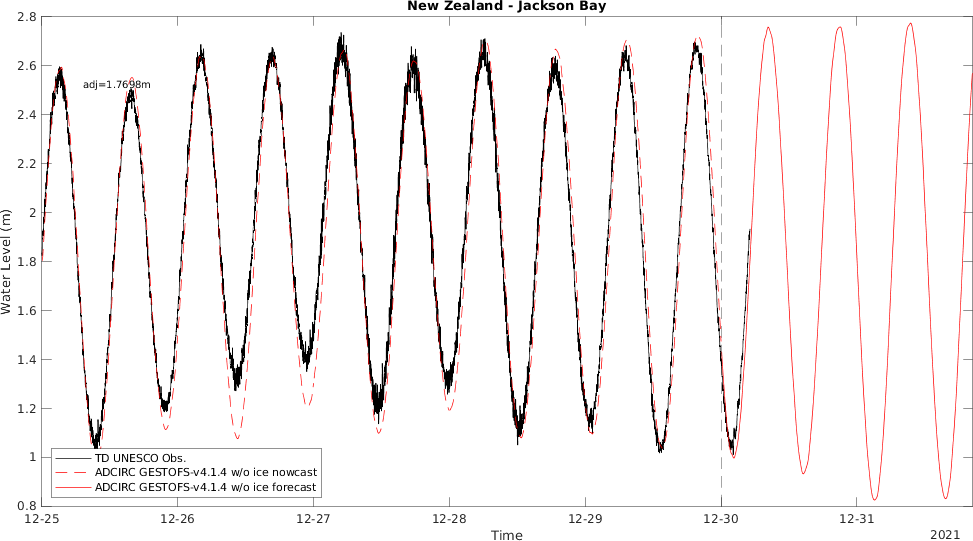 New Zealand - Jackson Bay
2.8
2.6
2.4
2.2
2
1.8
1.6
1.4
1.2
1
0.8
Water Level (m)
adj=1.7698m
TD UNESCO Obs.
ADCIRC GESTOFS-v4.1.4 w/o ice nowcast
ADCIRC GESTOFS-v4.1.4 w/o ice forecast
12-25 12-26 12-27 12-28 12-29 12-30 12-31
Time
2021